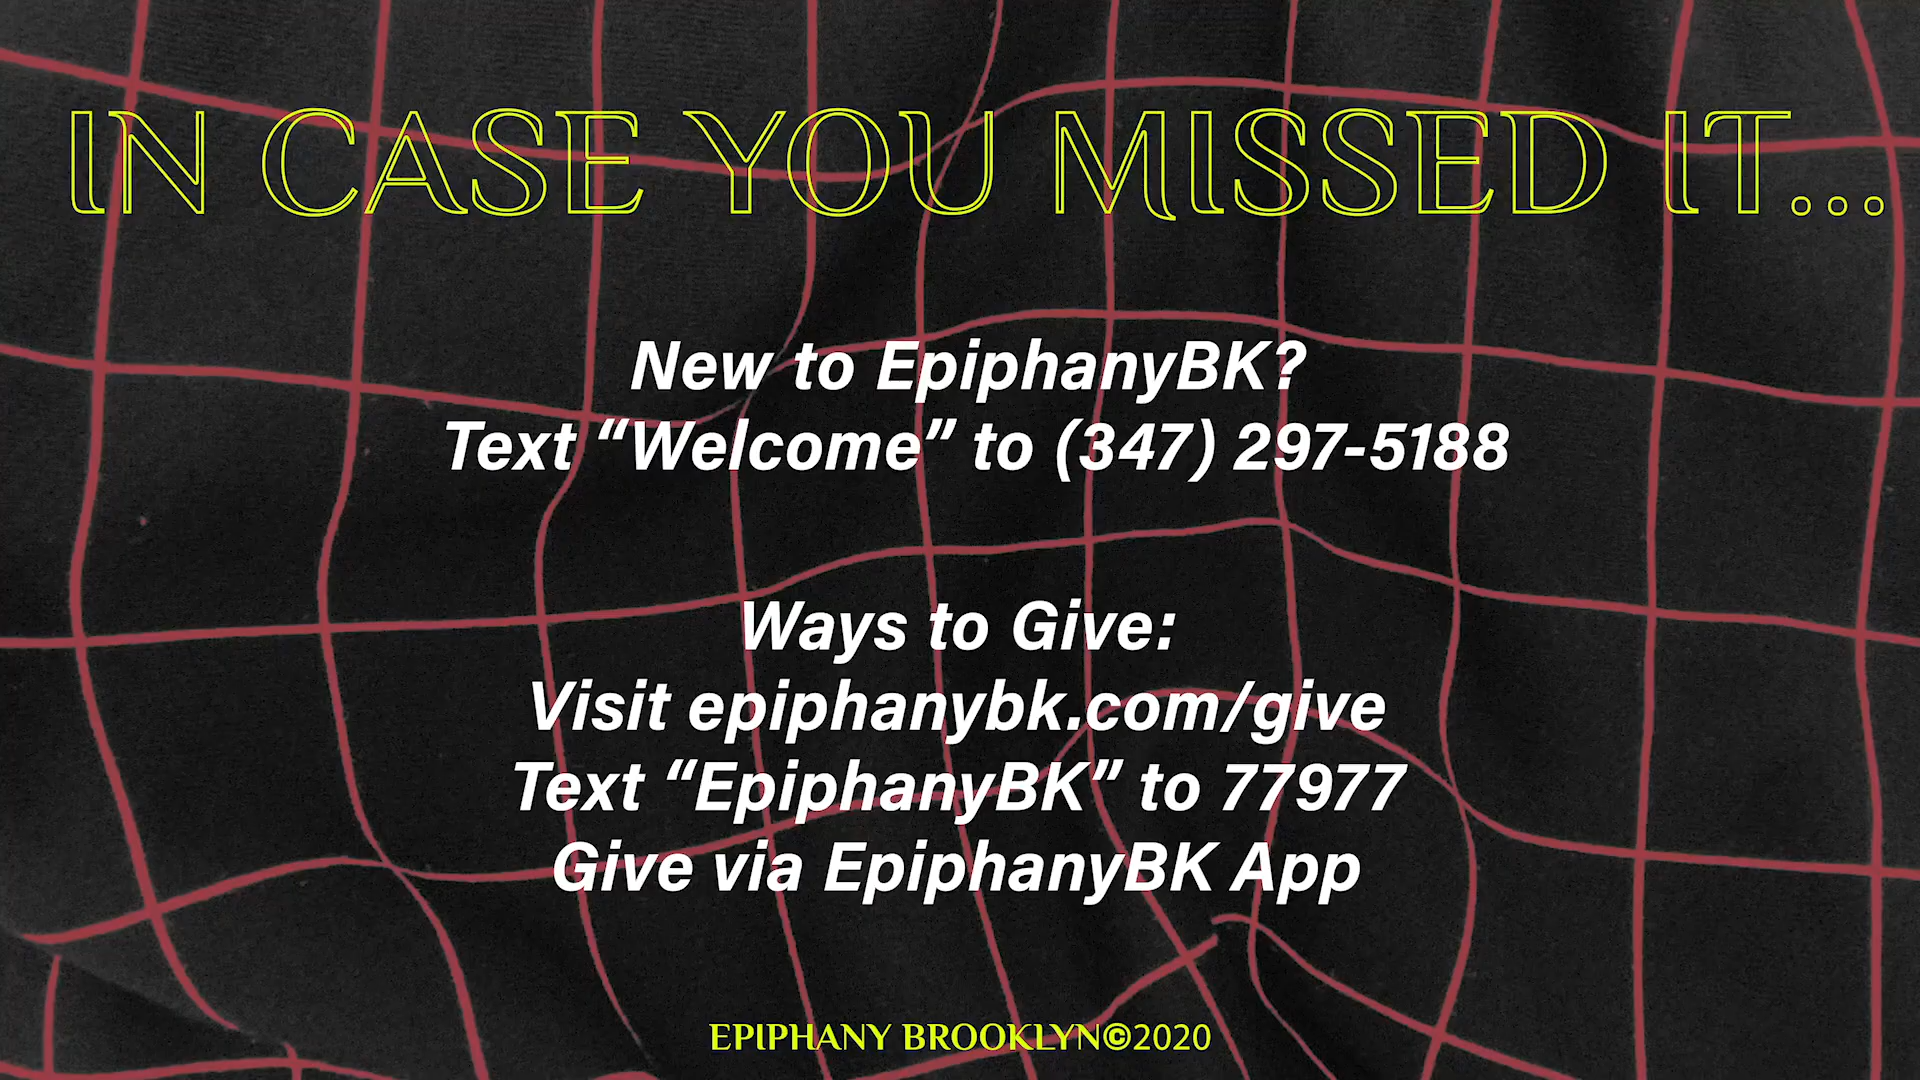 IN CASE YOU MISSED IT...
New to EpiphanyBK?
Text “Welcome” to (347) 297-5188
Ways to Give:
Visit epiphanybk.com/give
Text “EpiphanyBK” to 77977
Give via EpiphanyBK App
EPIPHANY BROOKLYN©2020